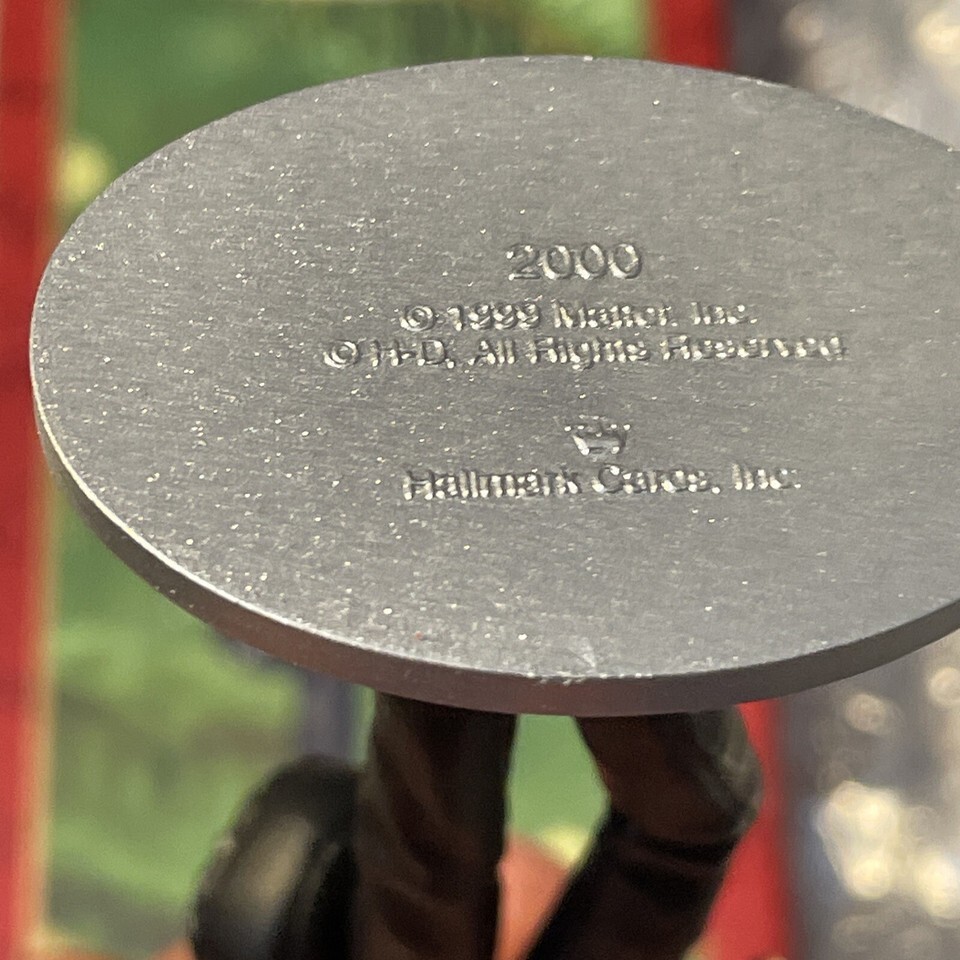 2000
© 1999 Mattel, Inc.
© H-D, All Rights Reserved
Hallmark Cards, Inc.